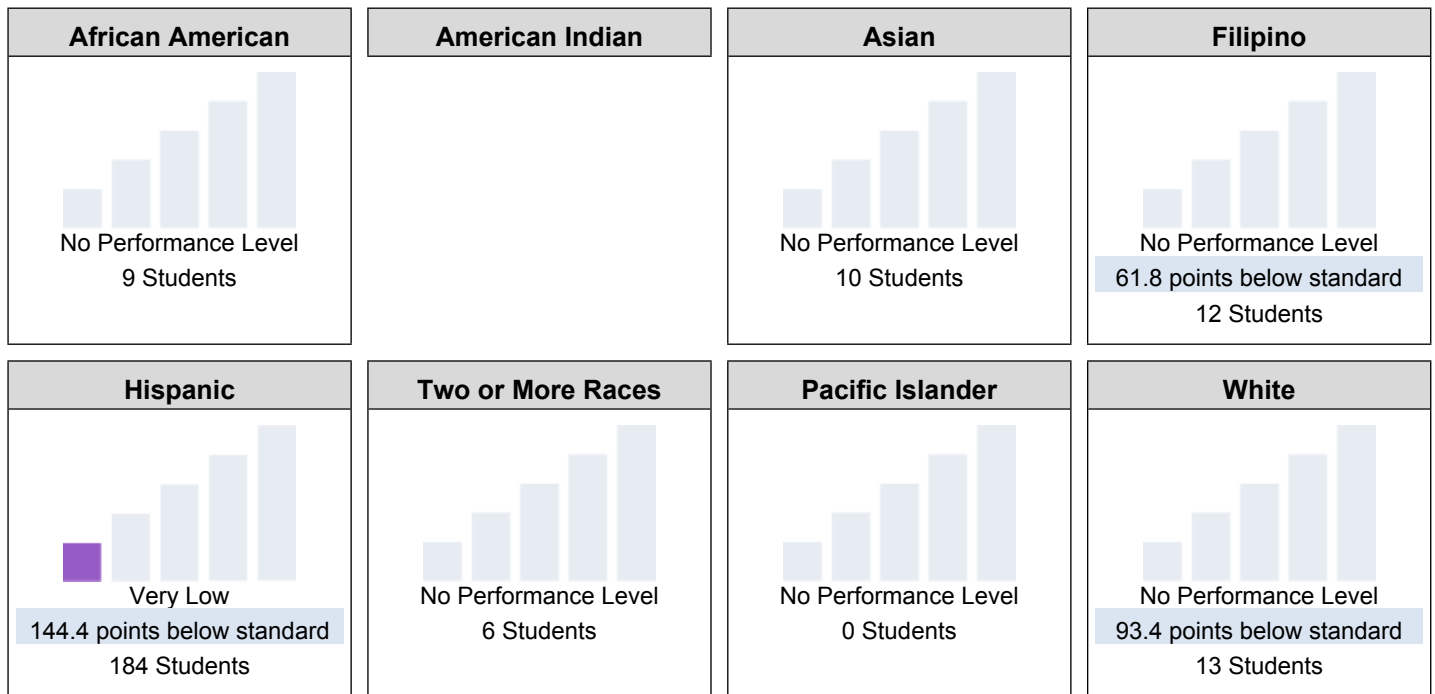 African American
No Performance Level
9 Students
American Indian
Asian
No Performance Level
10 Students
Filipino
No Performance Level
61.8 points below standard
12 Students
Hispanic
Very Low
144.4 points below standard
184 Students
Two or More Races
No Performance Level
6 Students
Pacific Islander
No Performance Level
0 Students
White
No Performance Level
93.4 points below standard
13 Students